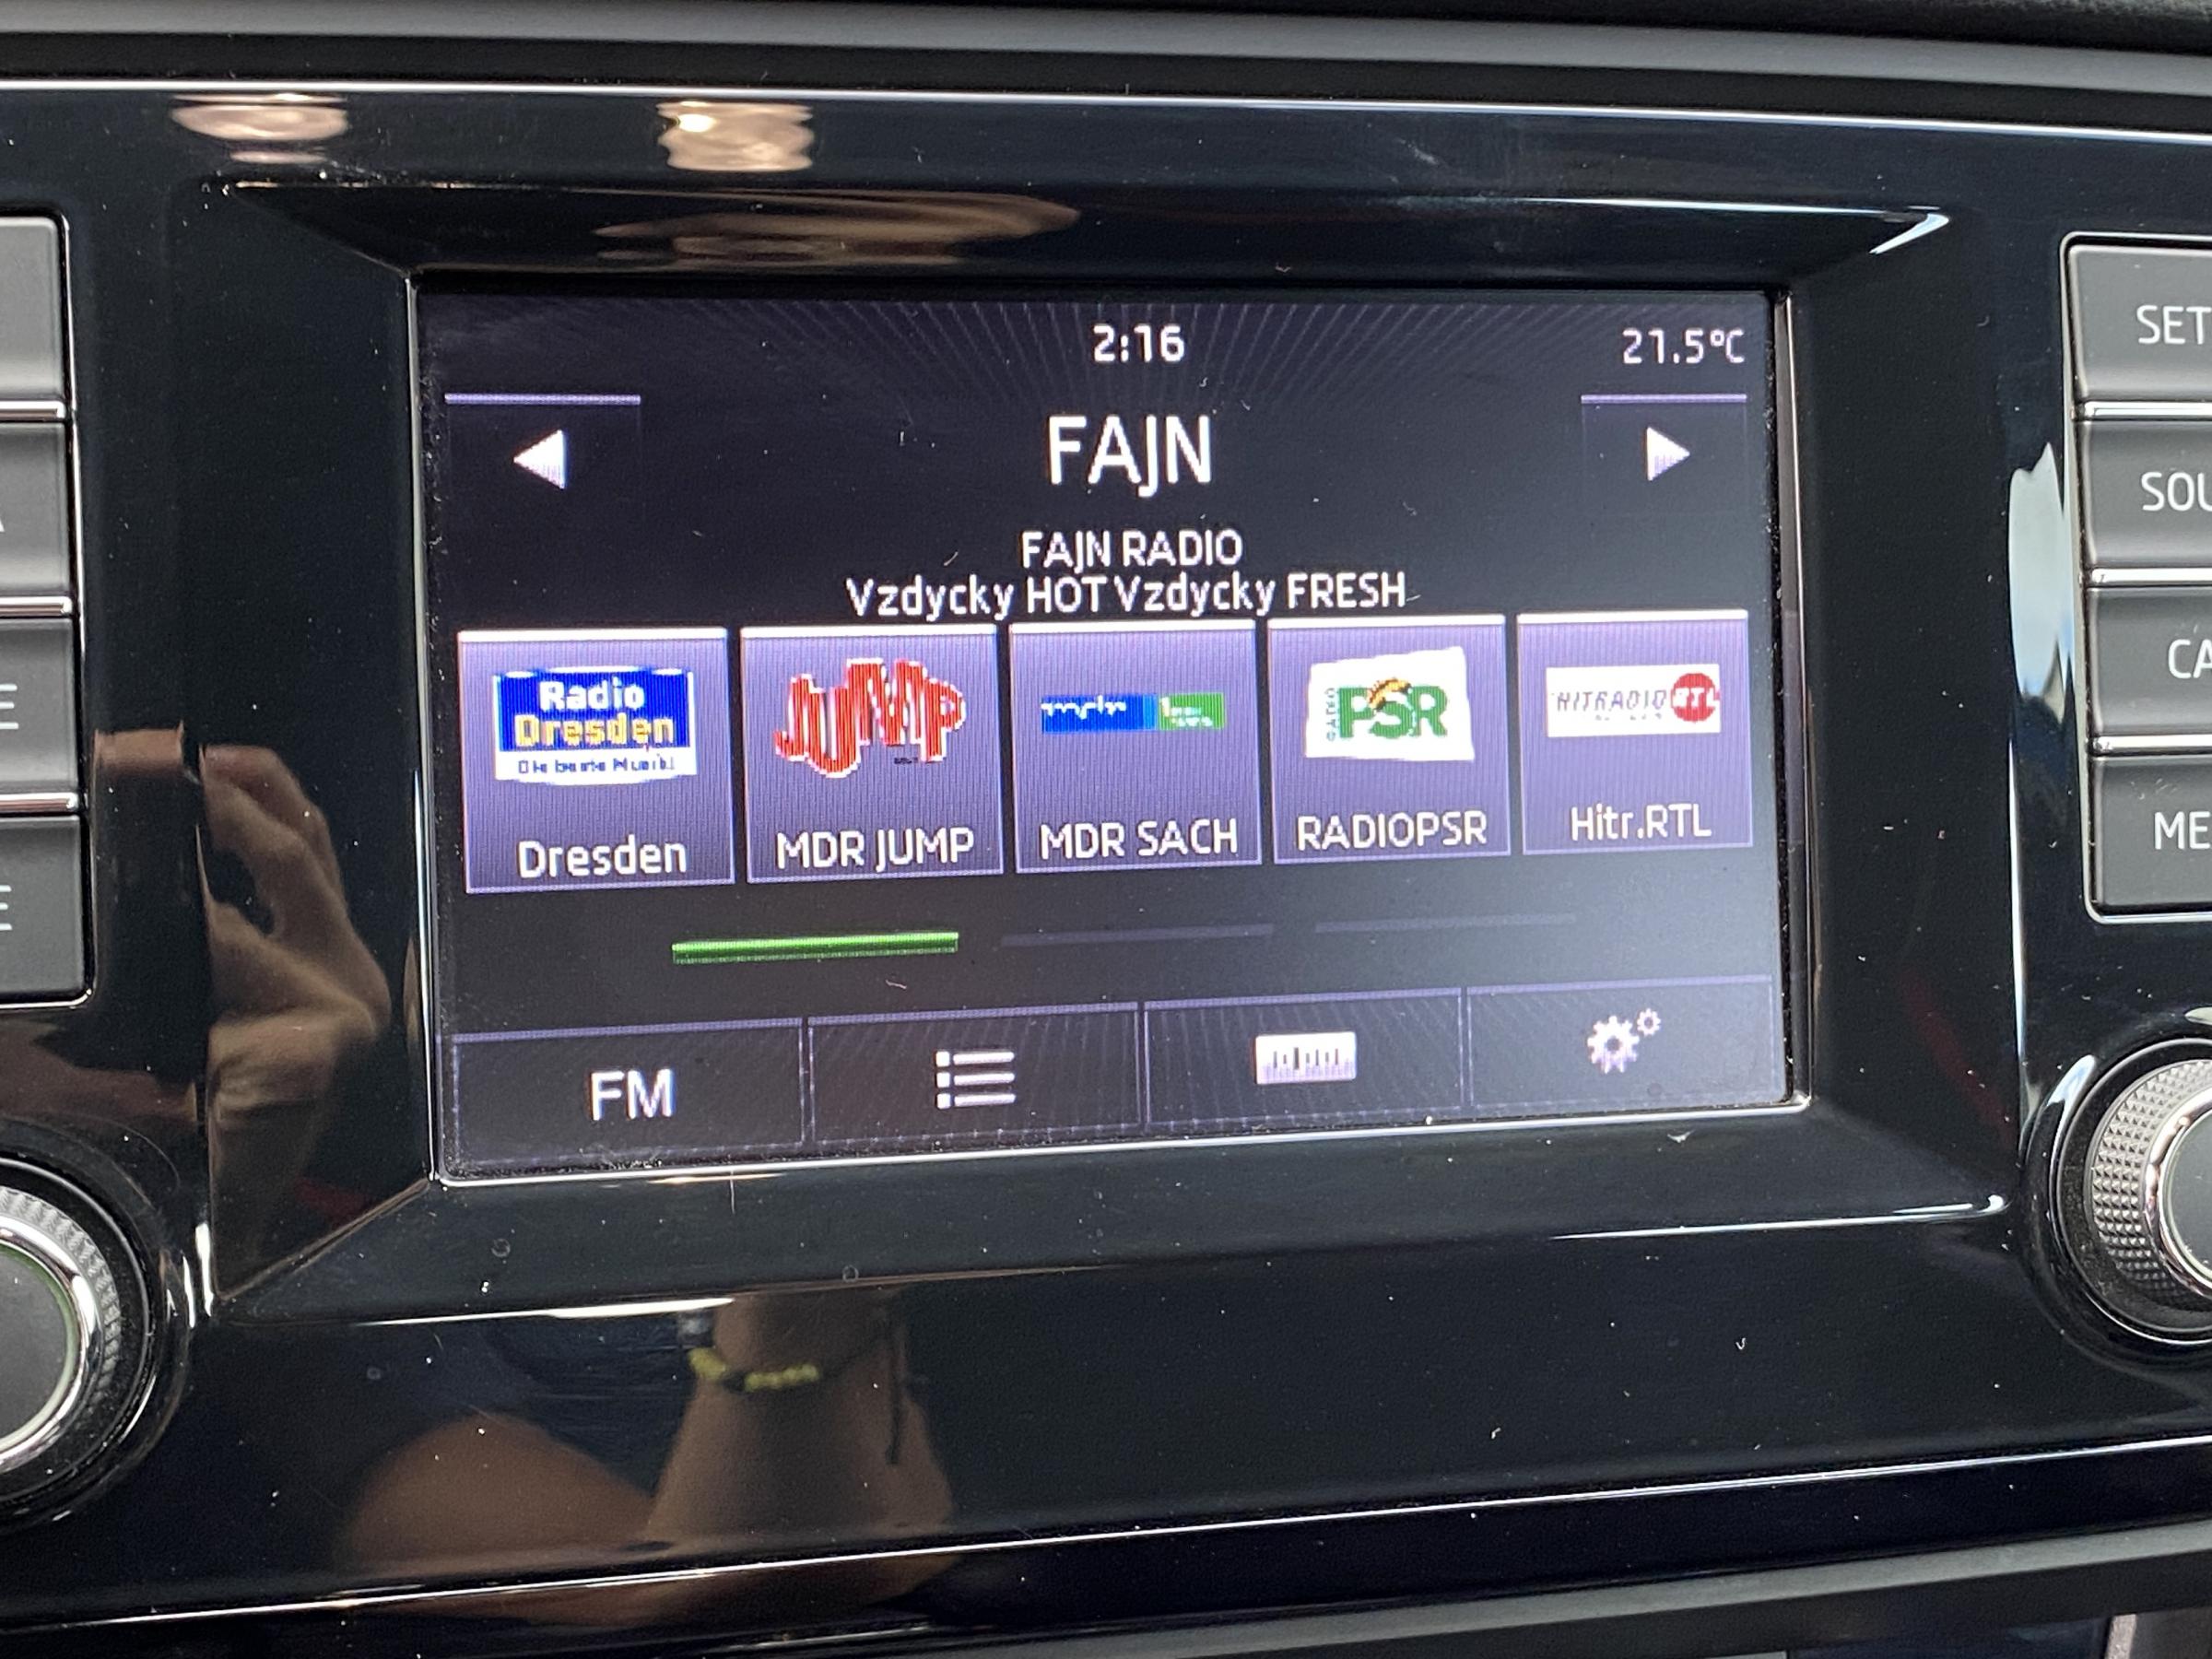 2:16
21.5°C
FAJN
FAJN RADIO
Vzdycky HOT Vzdycky FRESH
Radio
Dresden
JUMP
PSR
HITRADIO RTL
Dresden
MDR JUMP
MDR SACH
RADIOPSR
Hitr.RTL
FM
SET
SOU
CA
ME
E
E